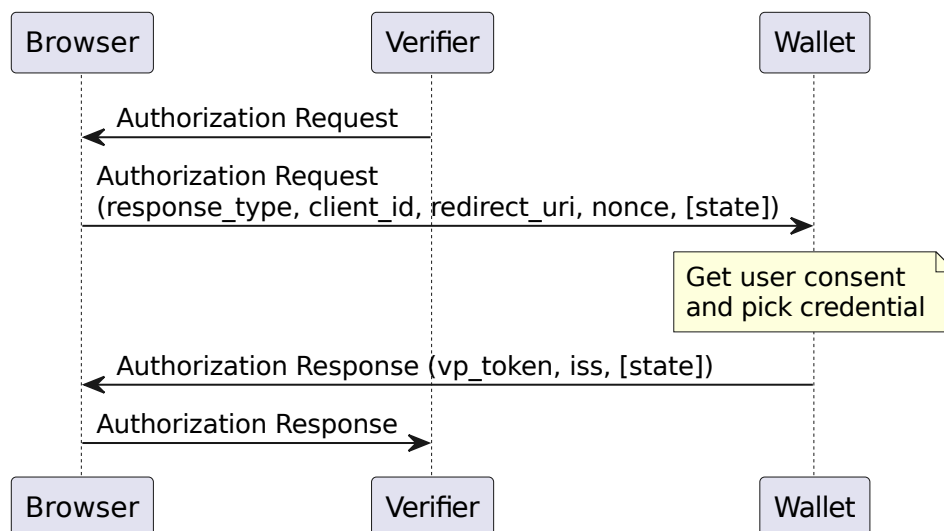 Browser
Verifier
Wallet
Authorization Request
Authorization Request
(response_type, client_id, redirect_uri, nonce, [state])
Get user consent
and pick credential
Authorization Response (vp_token, iss, [state])
Authorization Response
Browser
Verifier
Wallet